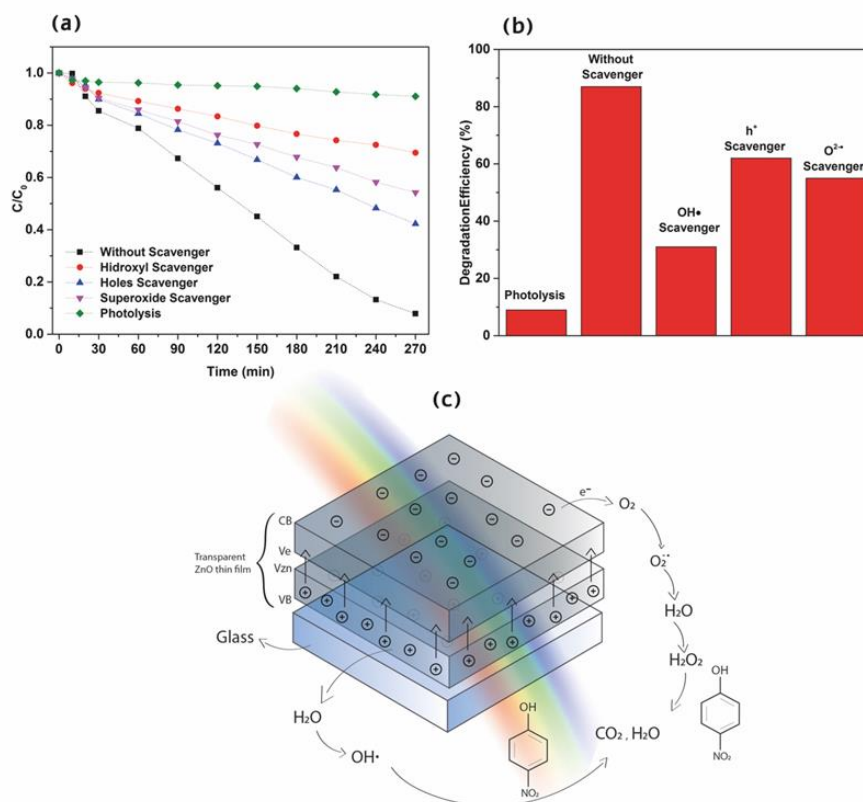 (a)
1.0
0.8
0.6
0.4
0.2
0.0
C/C₀
Without Scavenger
Hidroxyl Scavenger
Holes Scavenger
Superoxide Scavenger
Photolysis
0 30 60 90 120 150 180 210 240 270
Time (min)
(b)
100
80
60
40
20
0
DegradationEfficiency (%)
Photolysis
Without
Scavenger
OH•
Scavenger
h⁺
Scavenger
O²⁻•
Scavenger
(c)
Transparent
ZnO thin film
CB
Ve
Vzn
VB
Glass
H₂O
OH•
e⁻
O₂
O₂⁻•
H₂O
H₂O₂
CO₂ , H₂O
OH
NO₂
OH
NO₂